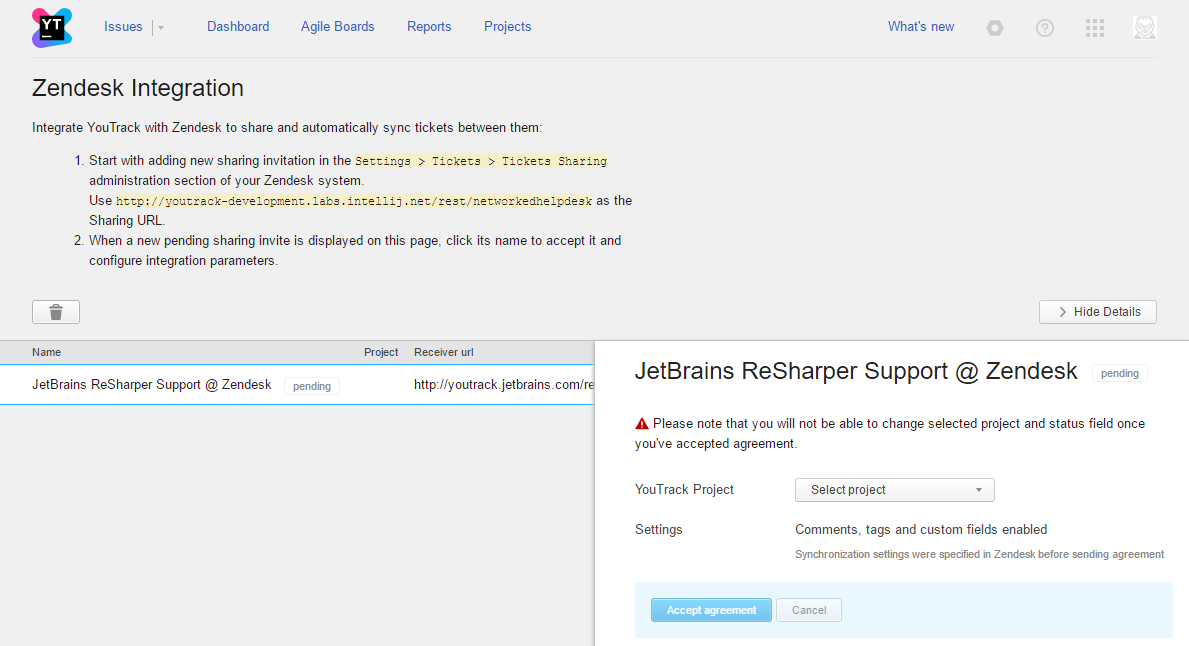 YT
Issues
Dashboard
Agile Boards
Reports
Projects
What's new
Zendesk Integration
Integrate YouTrack with Zendesk to share and automatically sync tickets between them:
1. Start with adding new sharing invitation in the Settings > Tickets > Tickets Sharing
administration section of your Zendesk system.
Use http://youtrack-development.labs.intellij.net/rest/networkedhelpdesk as the
Sharing URL.
2. When a new pending sharing invite is displayed on this page, click its name to accept it and
configure integration parameters.
Hide Details
Name Project Receiver url
JetBrains ReSharper Support @ Zendesk pending http://youtrack.jetbrains.com/re
JetBrains ReSharper Support @ Zendesk pending
Please note that you will not be able to change selected project and status field once
you've accepted agreement.
YouTrack Project Select project
Settings Comments, tags and custom fields enabled
Synchronization settings were specified in Zendesk before sending agreement
Accept agreement Cancel